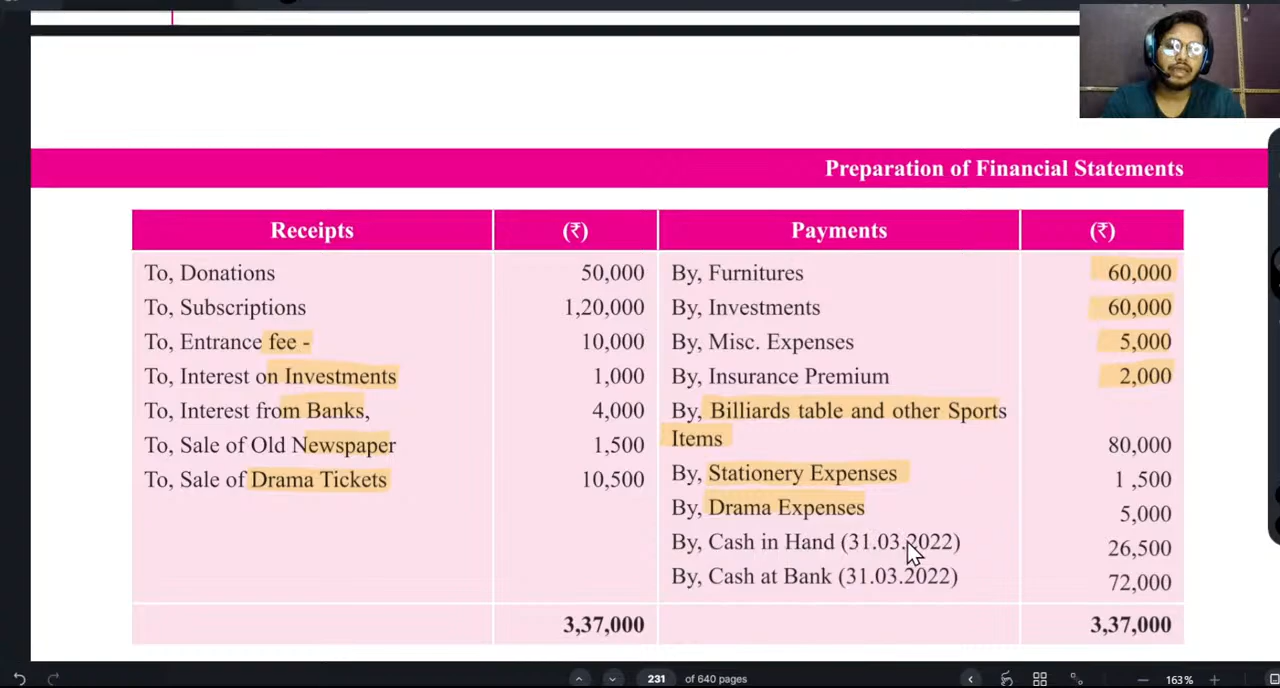 Preparation of Financial Statements
Receipts (₹) Payments (₹)
To, Donations 50,000 By, Furnitures 60,000
To, Subscriptions 1,20,000 By, Investments 60,000
To, Entrance fee - 10,000 By, Misc. Expenses 5,000
To, Interest on Investments 1,000 By, Insurance Premium 2,000
To, Interest from Banks, 4,000 By, Billiards table and other Sports
Items
To, Sale of Old Newspaper 1,500 80,000
To, Sale of Drama Tickets 10,500 By, Stationery Expenses 1 ,500
By, Drama Expenses 5,000
By, Cash in Hand (31.03.2022) 26,500
By, Cash at Bank (31.03.2022) 72,000
3,37,000 3,37,000
231 of 640 pages 163%